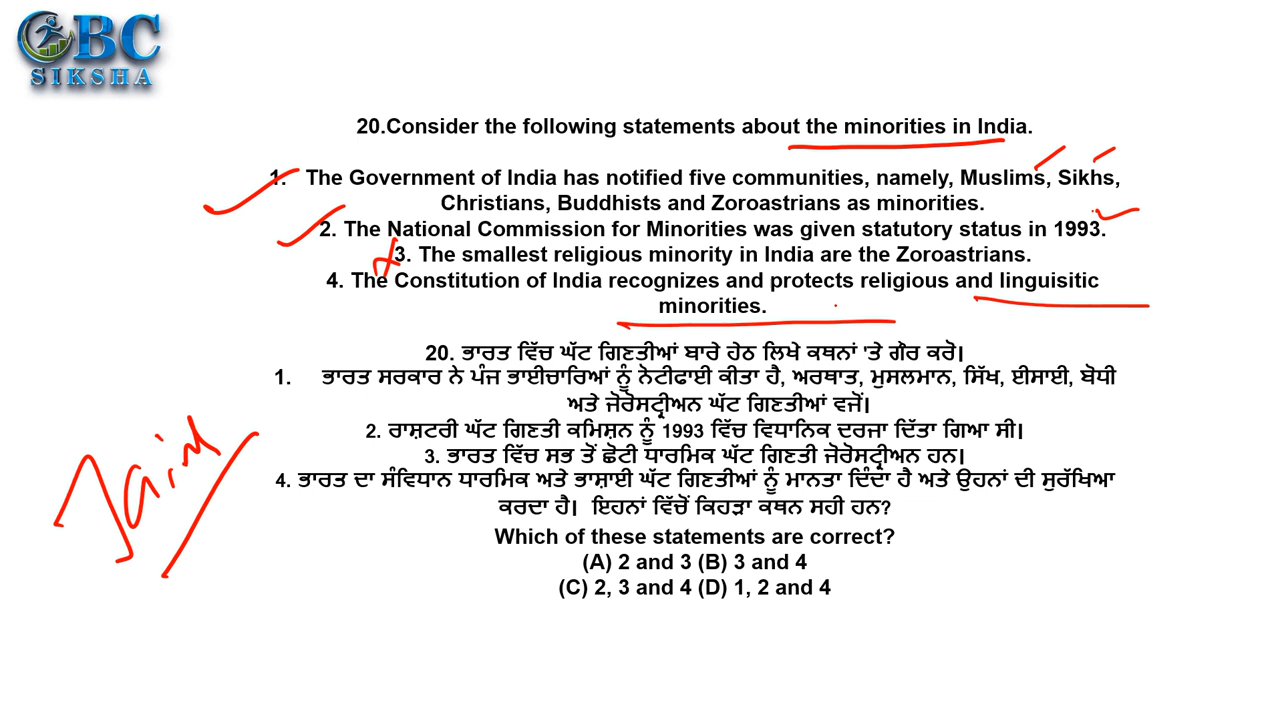 OBC
SIKSHA
20.Consider the following statements about the minorities in India.
1. The Government of India has notified five communities, namely, Muslims, Sikhs,
Christians, Buddhists and Zoroastrians as minorities.
2. The National Commission for Minorities was given statutory status in 1993.
3. The smallest religious minority in India are the Zoroastrians.
4. The Constitution of India recognizes and protects religious and linguisitic
minorities.
20. ਭਾਰਤ ਵਿੱਚ ਘੱਟ ਗਿਣਤੀਆਂ ਬਾਰੇ ਹੇਠ ਲਿਖੇ ਕਥਨਾਂ 'ਤੇ ਗੌਰ ਕਰੋ।
1. ਭਾਰਤ ਸਰਕਾਰ ਨੇ ਪੰਜ ਭਾਈਚਾਰਿਆਂ ਨੂੰ ਨੋਟੀਫਾਈ ਕੀਤਾ ਹੈ, ਅਰਥਾਤ, ਮੁਸਲਮਾਨ, ਸਿੱਖ, ਈਸਾਈ, ਬੋਧੀ
ਅਤੇ ਜੋਰੋਸਟ੍ਰੀਅਨ ਘੱਟ ਗਿਣਤੀਆਂ ਵਜੋਂ।
2. ਰਾਸ਼ਟਰੀ ਘੱਟ ਗਿਣਤੀ ਕਮਿਸ਼ਨ ਨੂੰ 1993 ਵਿੱਚ ਵਿਧਾਨਿਕ ਦਰਜਾ ਦਿੱਤਾ ਗਿਆ ਸੀ।
3. ਭਾਰਤ ਵਿੱਚ ਸਭ ਤੋਂ ਛੋਟੀ ਧਾਰਮਿਕ ਘੱਟ ਗਿਣਤੀ ਜੋਰੋਸਟ੍ਰੀਅਨ ਹਨ।
4. ਭਾਰਤ ਦਾ ਸੰਵਿਧਾਨ ਧਾਰਮਿਕ ਅਤੇ ਭਾਸ਼ਾਈ ਘੱਟ ਗਿਣਤੀਆਂ ਨੂੰ ਮਾਨਤਾ ਦਿੰਦਾ ਹੈ ਅਤੇ ਉਹਨਾਂ ਦੀ ਸੁਰੱਖਿਆ
ਕਰਦਾ ਹੈ। ਇਹਨਾਂ ਵਿੱਚੋਂ ਕਿਹੜਾ ਕਥਨ ਸਹੀ ਹਨ?
Jain
Which of these statements are correct?
(A) 2 and 3 (B) 3 and 4
(C) 2, 3 and 4 (D) 1, 2 and 4